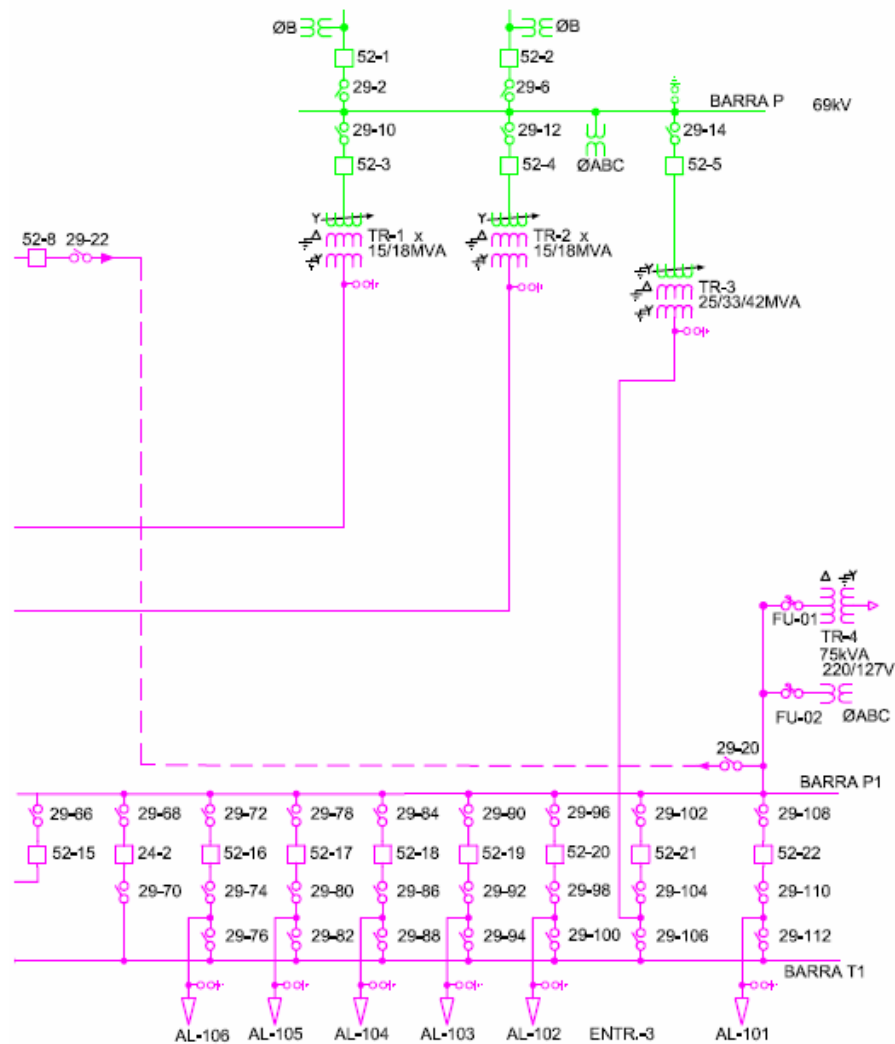 ØB ØB
52-1 52-2
29-2 29-6
BARRA P 69kV
29-10 29-12 29-14
52-3 52-4 ØABC 52-5
Y Y
52-8 29-22
Δ TR-1 x Δ TR-2 x
15/18MVA 15/18MVA
Y Y
Y
TR-3
Δ 25/33/42MVA
Y
Δ Y
FU-01
TR-4
75kVA
220/127V
FU-02 ØABC
29-20
BARRA P1
29-66 29-68 29-72 29-78 29-84 29-90 29-96 29-102 29-108
52-15 24-2 52-16 52-17 52-18 52-19 52-20 52-21 52-22
29-70 29-74 29-80 29-86 29-92 29-98 29-104 29-110
29-76 29-82 29-88 29-94 29-100 29-106 29-112
BARRA T1
AL-106 AL-105 AL-104 AL-103 AL-102 ENTR.-3 AL-101